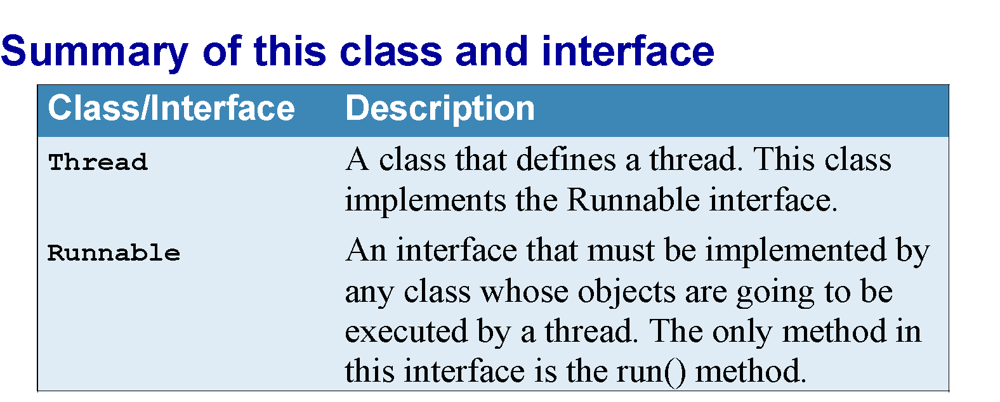 Summary of this class and interface
Class/Interface Description
Thread A class that defines a thread. This class
implements the Runnable interface.
Runnable An interface that must be implemented by
any class whose objects are going to be
executed by a thread. The only method in
this interface is the run() method.